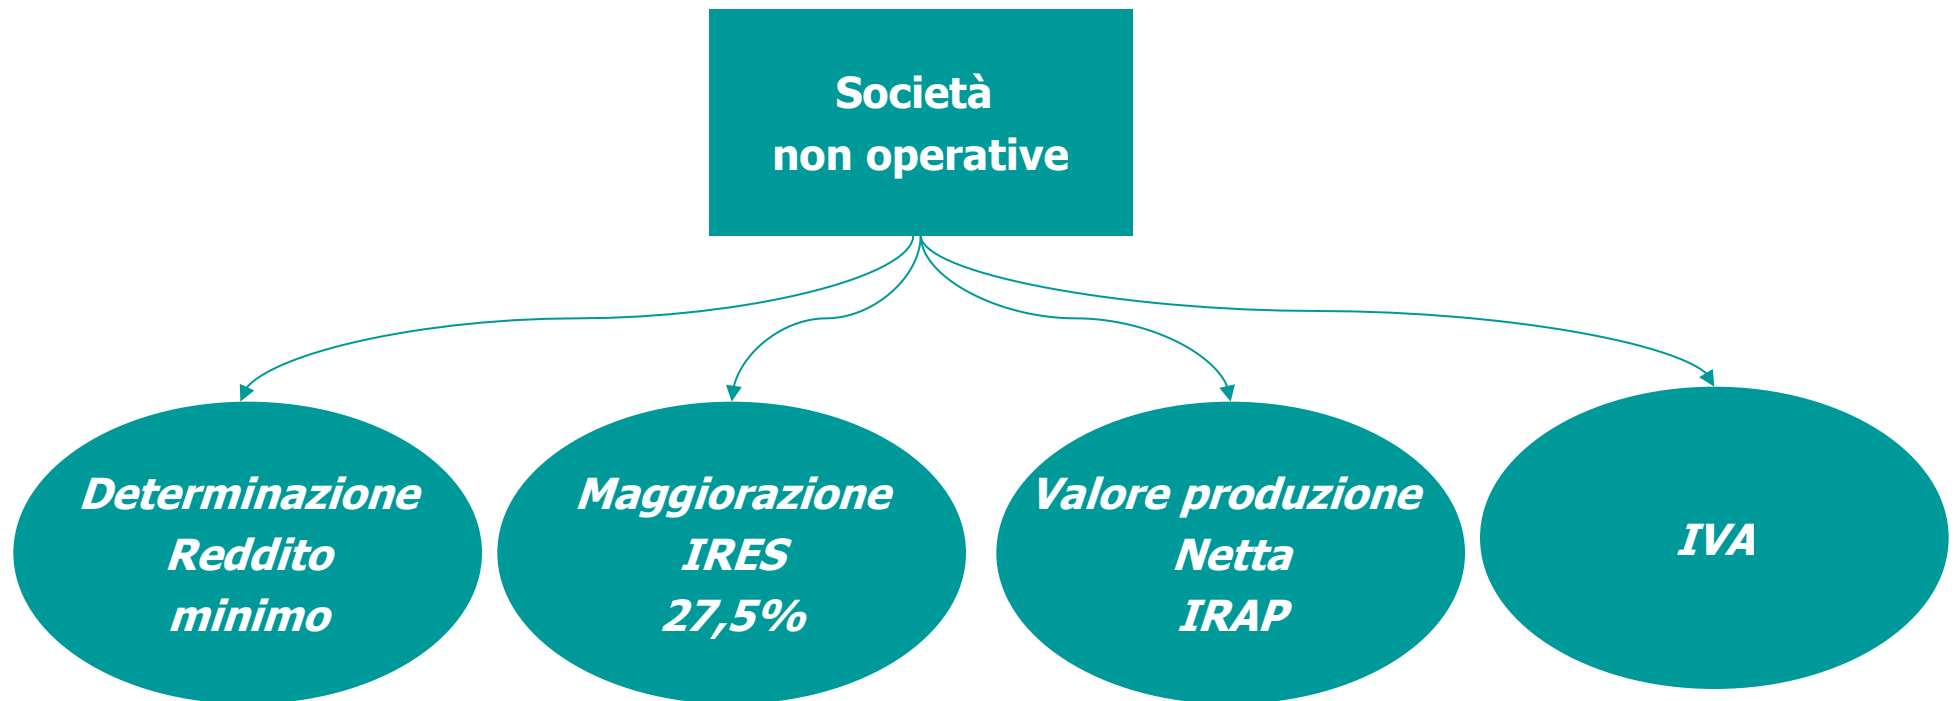 Società
non operative
Determinazione
Reddito
minimo
Maggiorazione
IRES
27,5%
Valore produzione
Netta
IRAP
IVA